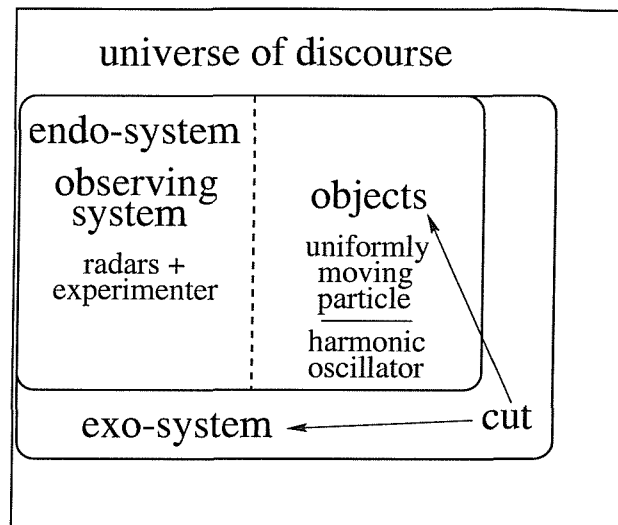 universe of discourse
endo-system
observing
system
radars +
experimenter
objects
uniformly
moving
particle
harmonic
oscillator
exo-system
cut